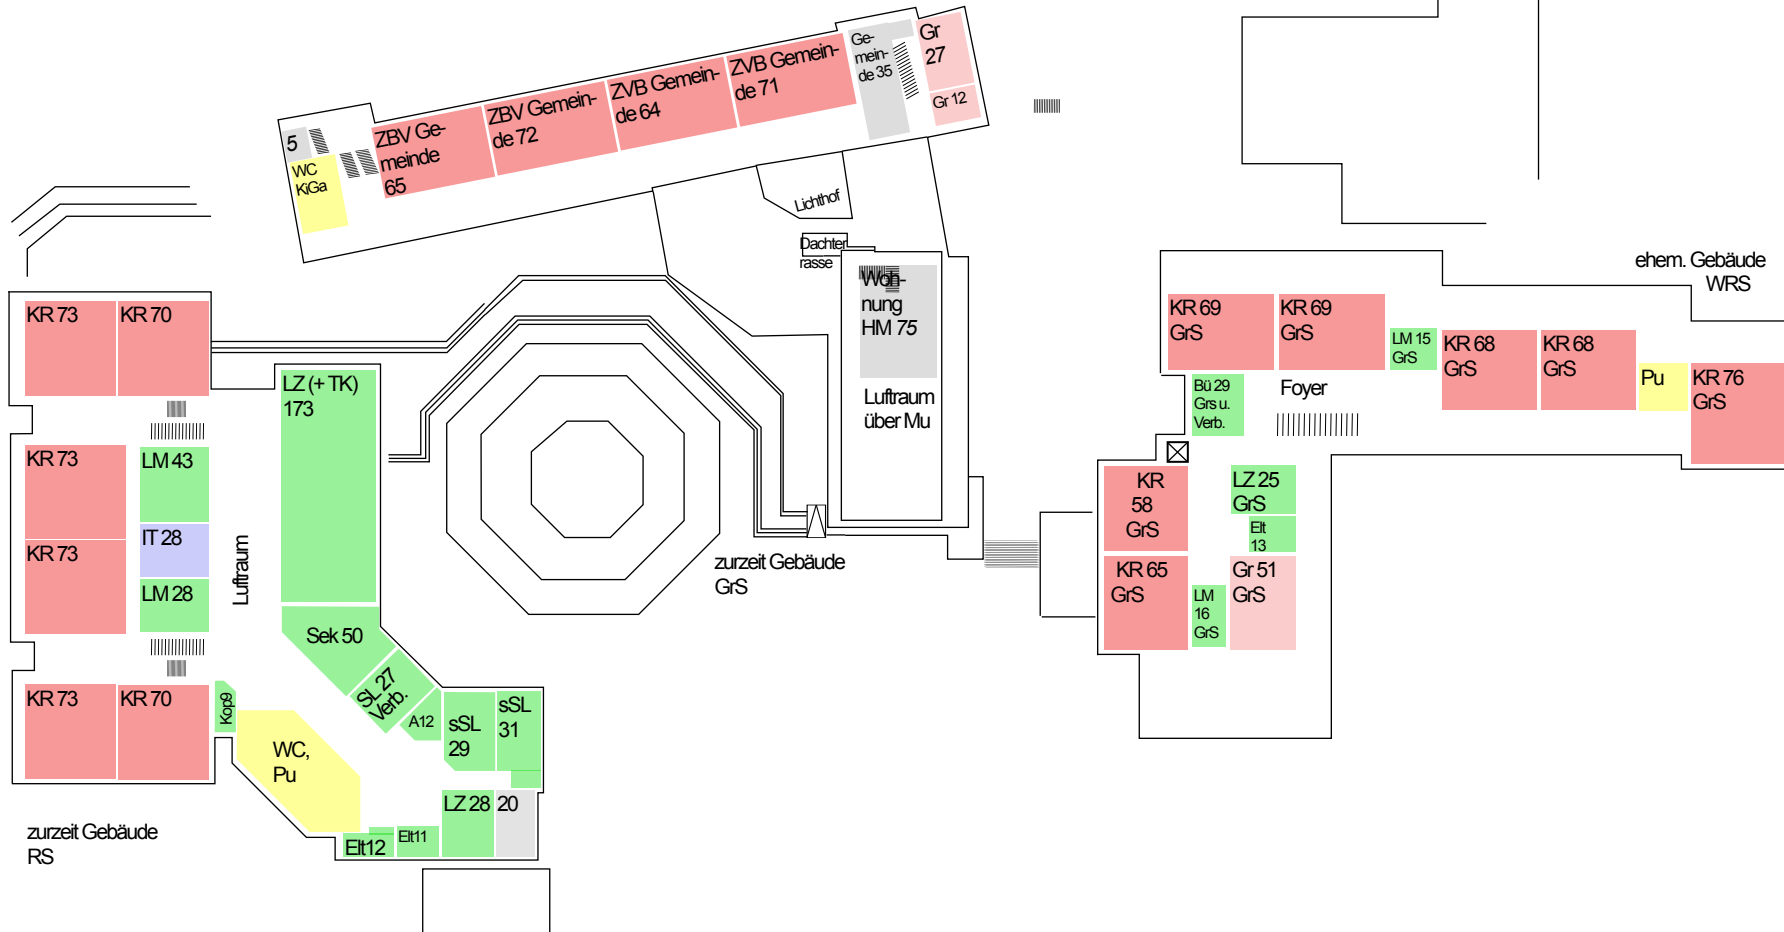 5
WC
KiGa
ZBV Ge-
meinde
65
ZBV Gemein-
de 72
ZVB Gemein-
de 64
ZVB Gemein-
de 71
Ge-
mein-
de 35
Gr
27
Gr 12
Lichthof
Dachter
rasse
Woh-
nung
HM 75
Luftraum
über Mu
zurzeit Gebäude
GrS
KR 73
KR 70
KR 73
KR 73
LM 43
IT 28
LM 28
Luftraum
LZ (+ TK)
173
Sek 50
SL 27
Verb.
A12
sSL
29
sSL
31
KR 73
KR 70
Kop9
WC,
Pu
Elt12
Elt11
LZ 28
20
zurzeit Gebäude
RS
ehem. Gebäude
WRS
KR 69
GrS
KR 69
GrS
LM 15
GrS
KR 68
GrS
KR 68
GrS
Pu
KR 76
GrS
Bü 29
Grs u.
Verb.
Foyer
KR
58
GrS
LZ 25
GrS
Elt
13
KR 65
GrS
LM
16
GrS
Gr 51
GrS